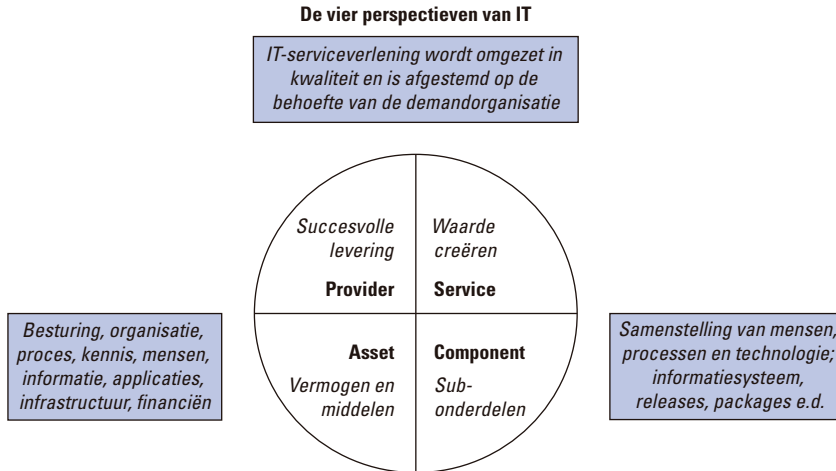 De vier perspectieven van IT
IT-serviceverlening wordt omgezet in
kwaliteit en is afgestemd op de
behoefte van de demandorganisatie
Succesvolle
levering
Provider
Waarde
creëren
Service
Besturing, organisatie,
proces, kennis, mensen,
informatie, applicaties,
infrastructuur, financiën
Asset
Vermogen en
middelen
Component
Sub-
onderdelen
Samenstelling van mensen,
processen en technologie;
informatiesysteem,
releases, packages e.d.